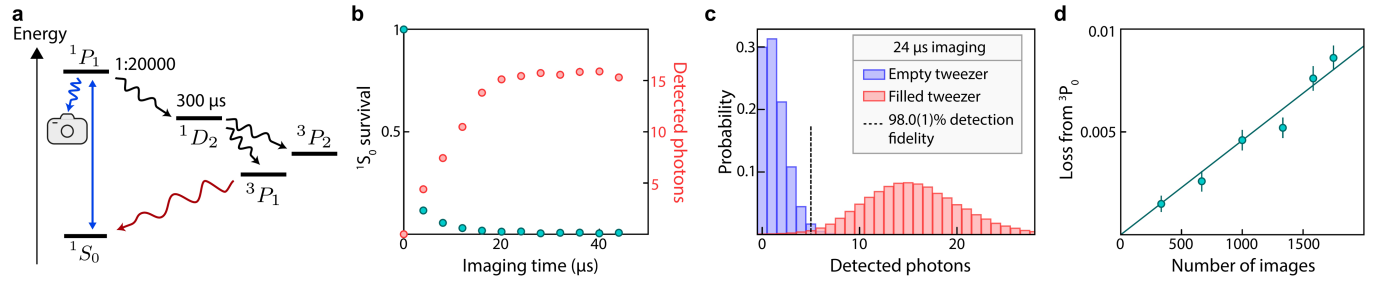 a
Energy
¹P₁
1:20000
300 μs
¹D₂
³P₂
³P₁
¹S₀
b
¹S₀ survival
1
0.5
0
20
40
Imaging time (μs)
15
10
5
Detected photons
c
Probability
0.3
0.2
0.1
0
10
20
Detected photons
24 μs imaging
Empty tweezer
Filled tweezer
98.0(1)% detection
fidelity
d
Loss from ³P₀
0.01
0.005
0
500
1000
1500
Number of images